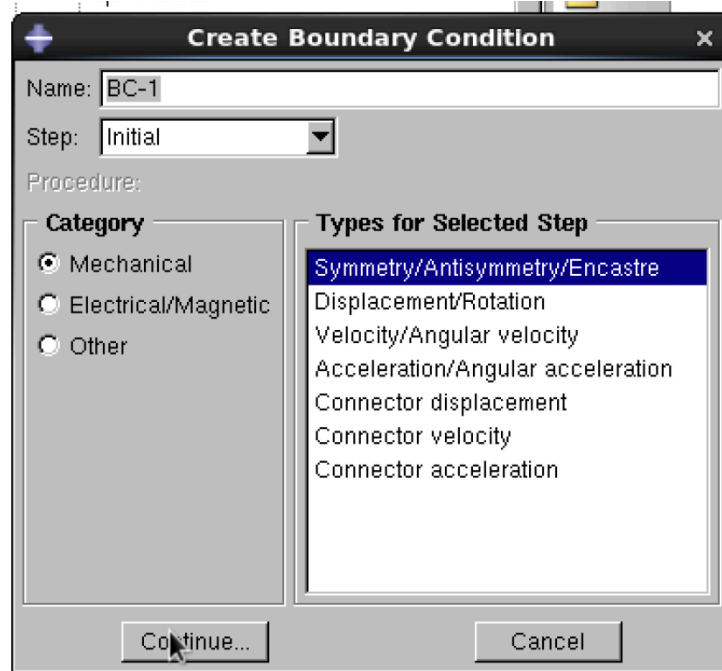 Create Boundary Condition
Name: BC-1
Step: Initial
Procedure:
Category
Mechanical
Electrical/Magnetic
Other
Types for Selected Step
Symmetry/Antisymmetry/Encastre
Displacement/Rotation
Velocity/Angular velocity
Acceleration/Angular acceleration
Connector displacement
Connector velocity
Connector acceleration
Continue...
Cancel